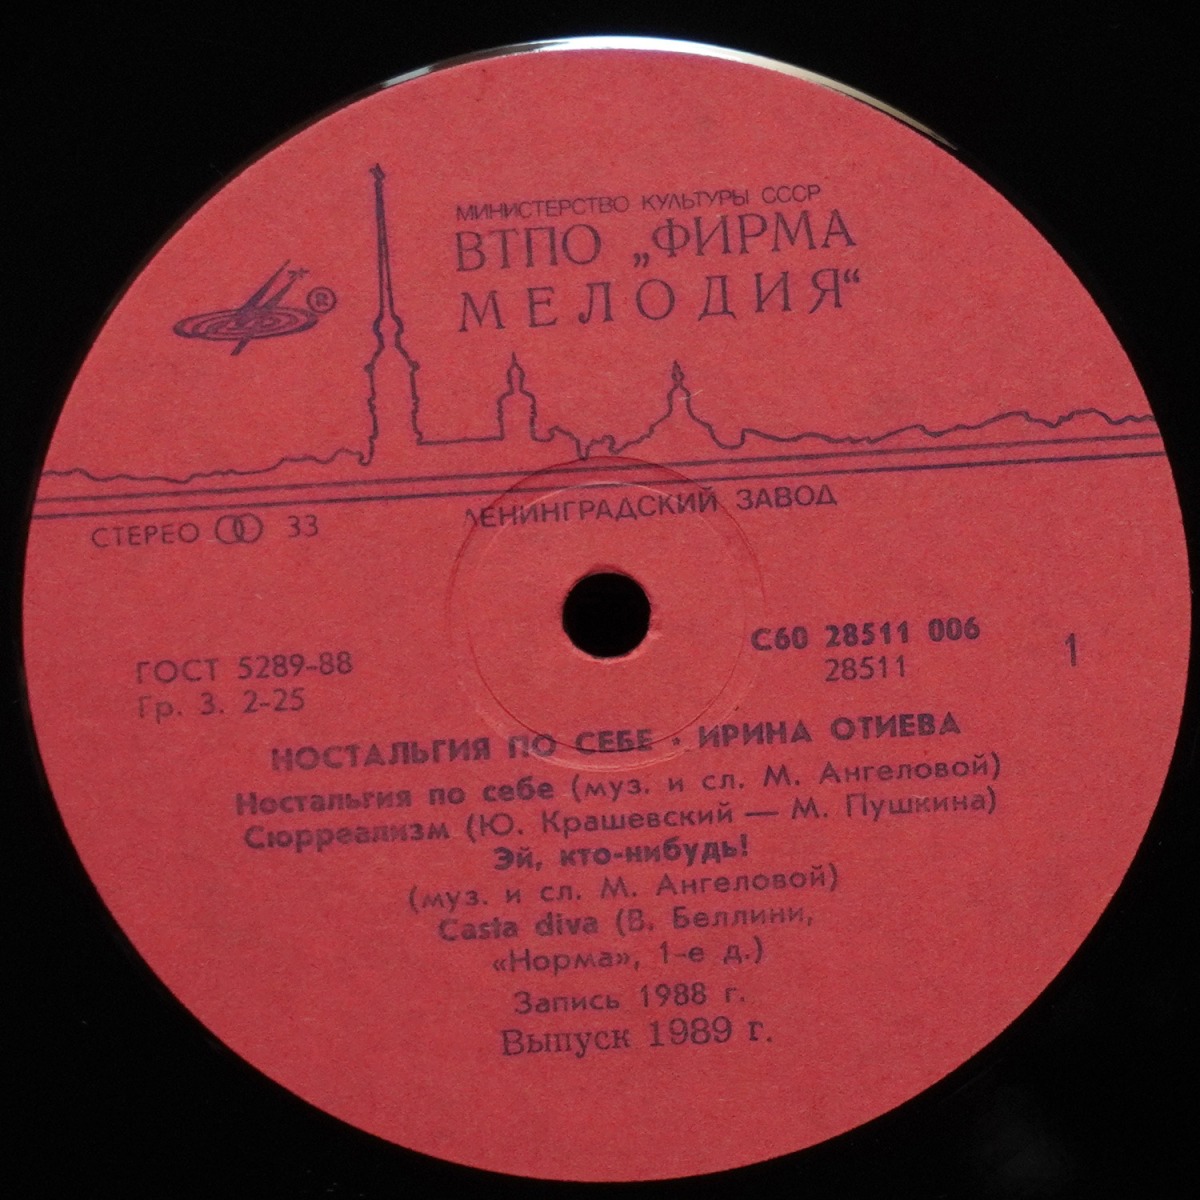 МИНИСТЕРСТВО КУЛЬТУРЫ СССР
ВТПО „ФИРМА
МЕЛОДИЯ“
®
ЛЕНИНГРАДСКИЙ ЗАВОД
СТЕРЕО 33
ГОСТ 5289-88
Гр. 3. 2-25
С60 28511 006
28511
1
НОСТАЛЬГИЯ ПО СЕБЕ • ИРИНА ОТИЕВА
Ностальгия по себе (муз. и сл. М. Ангеловой)
Сюрреализм (Ю. Крашевский — М. Пушкина)
Эй, кто-нибудь!
(муз. и сл. М. Ангеловой)
Casta diva (В. Беллини,
«Норма», 1-е д.)
Запись 1988 г.
Выпуск 1989 г.